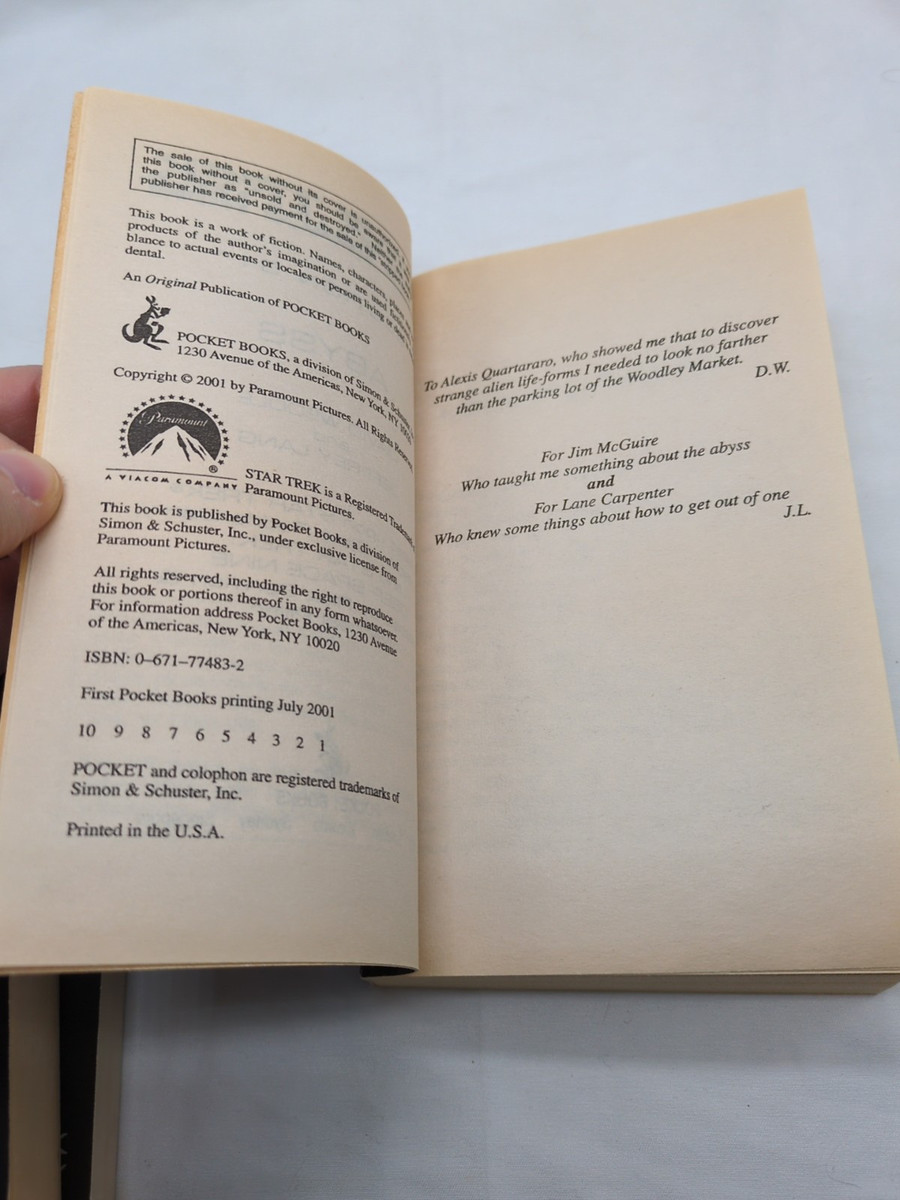 The sale of this book without its cover is unauthorized.
this book without a cover, you should be aware that
the publisher as "unsold and destroyed."
publisher has received payment for the sale of this "stripped
This book is a work of fiction. Names, characters, places and
products of the author's imagination or are used
blance to actual events or locales or persons living or dead
dental.
An Original Publication of POCKET BOOKS
POCKET BOOKS, a division of Simon & Schuster
1230 Avenue of the Americas, New York, NY
Copyright © 2001 by Paramount Pictures. All Rights Reserved.
Paramount
®
A VIACOM COMPANY
STAR TREK is a Registered
Paramount Pictures.
This book is published by Pocket Books, a division of
Simon & Schuster, Inc., under exclusive license from
Paramount Pictures.
All rights reserved, including the right to reproduce
this book or portions thereof in any form whatsoever.
For information address Pocket Books, 1230 Avenue
of the Americas, New York, NY 10020
ISBN: 0–671–77483-2
First Pocket Books printing July 2001
10 9 8 7 6 5 4 3 2 1
POCKET and colophon are registered trademarks of
Simon & Schuster, Inc.
Printed in the U.S.A.
To Alexis Quartararo, who showed me that to discover
strange alien life-forms I needed to look no farther
than the parking lot of the Woodley Market.
D.W.
For Jim McGuire
Who taught me something about the abyss
and
For Lane Carpenter
Who knew some things about how to get out of one
J.L.